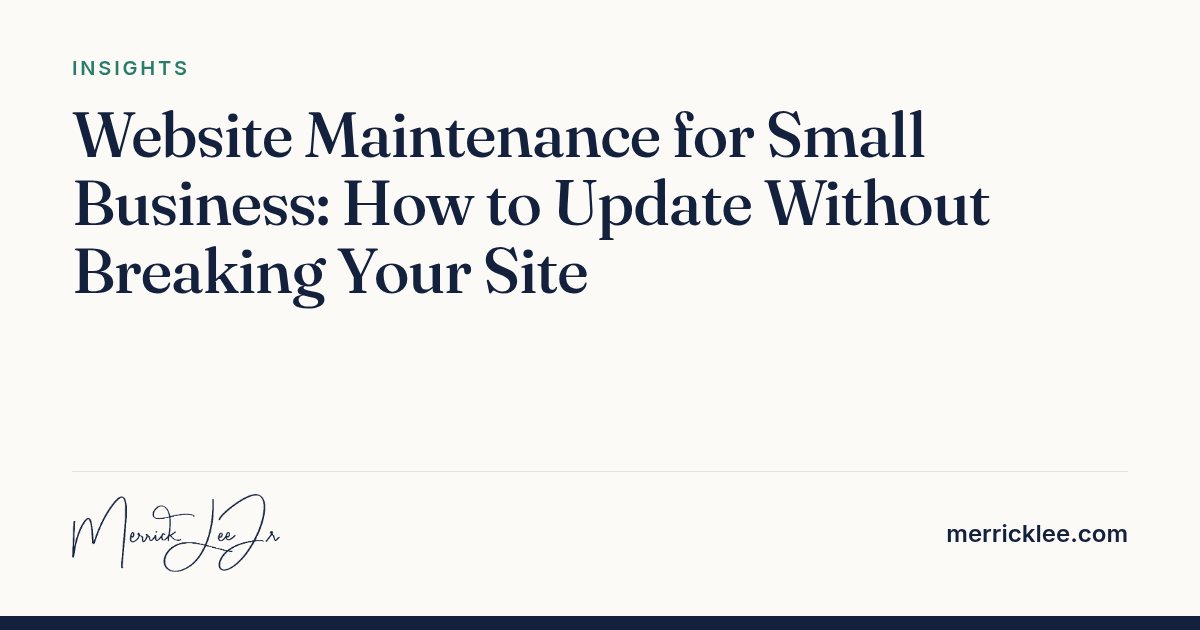 INSIGHTS
Website Maintenance for Small
Business: How to Update Without
Breaking Your Site
Merrick Lee Jr
merricklee.com